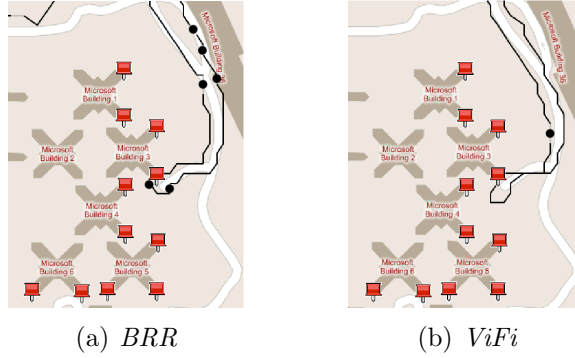 Microsoft
Building 1
Microsoft
Building 2
Microsoft
Building 3
Microsoft
Building 4
Microsoft
Building 6
Microsoft
Building 5
Microsoft Building
(a) BRR
Microsoft Building 36
Microsoft
Building 1
Microsoft
Building 2
Microsoft
Building 3
Microsoft
Building 4
Microsoft
Building 6
Microsoft
Building 5
(b) ViFi